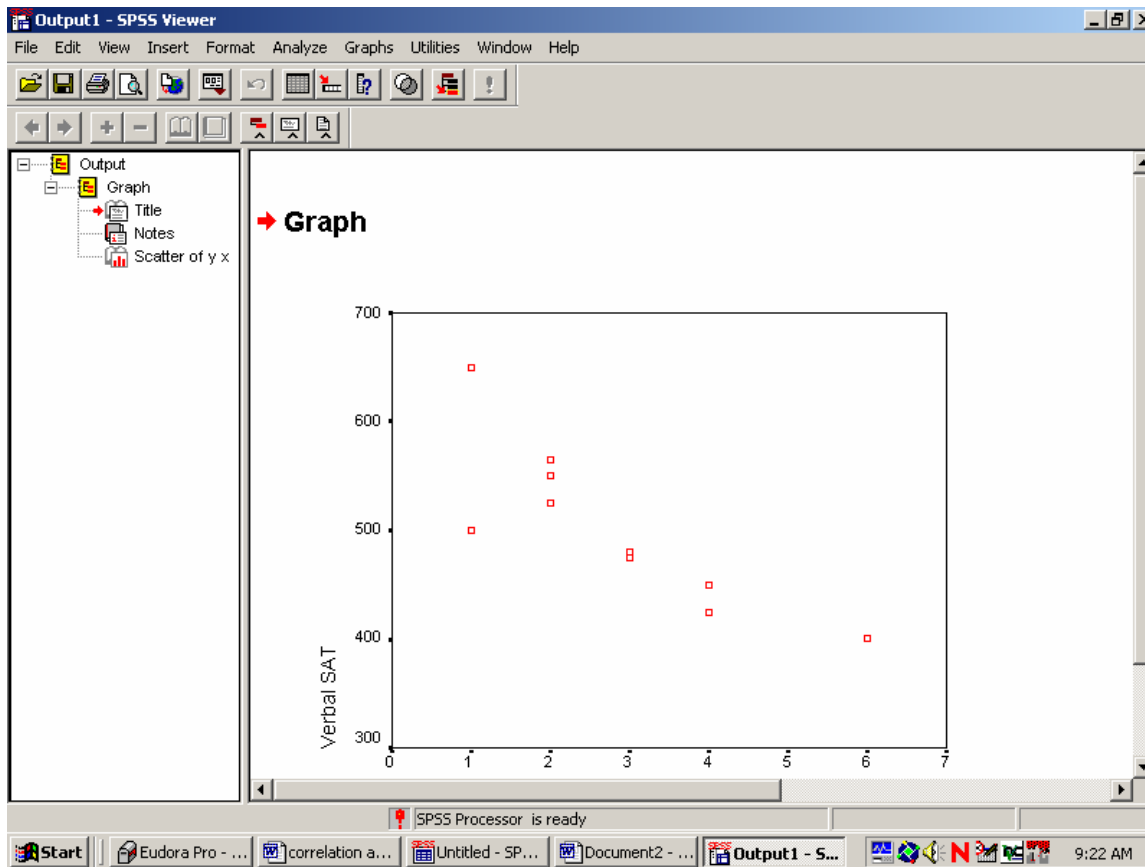 Output1 - SPSS Viewer
File Edit View Insert Format Analyze Graphs Utilities Window Help
Output
Graph
Title
Notes
Scatter of y x
Graph
700
600
500
400
300
Verbal SAT
0 1 2 3 4 5 6 7
SPSS Processor is ready
Start Eudora Pro - ... correlation a... Untitled - SP... Document2 - ... Output1 - S... 9:22 AM